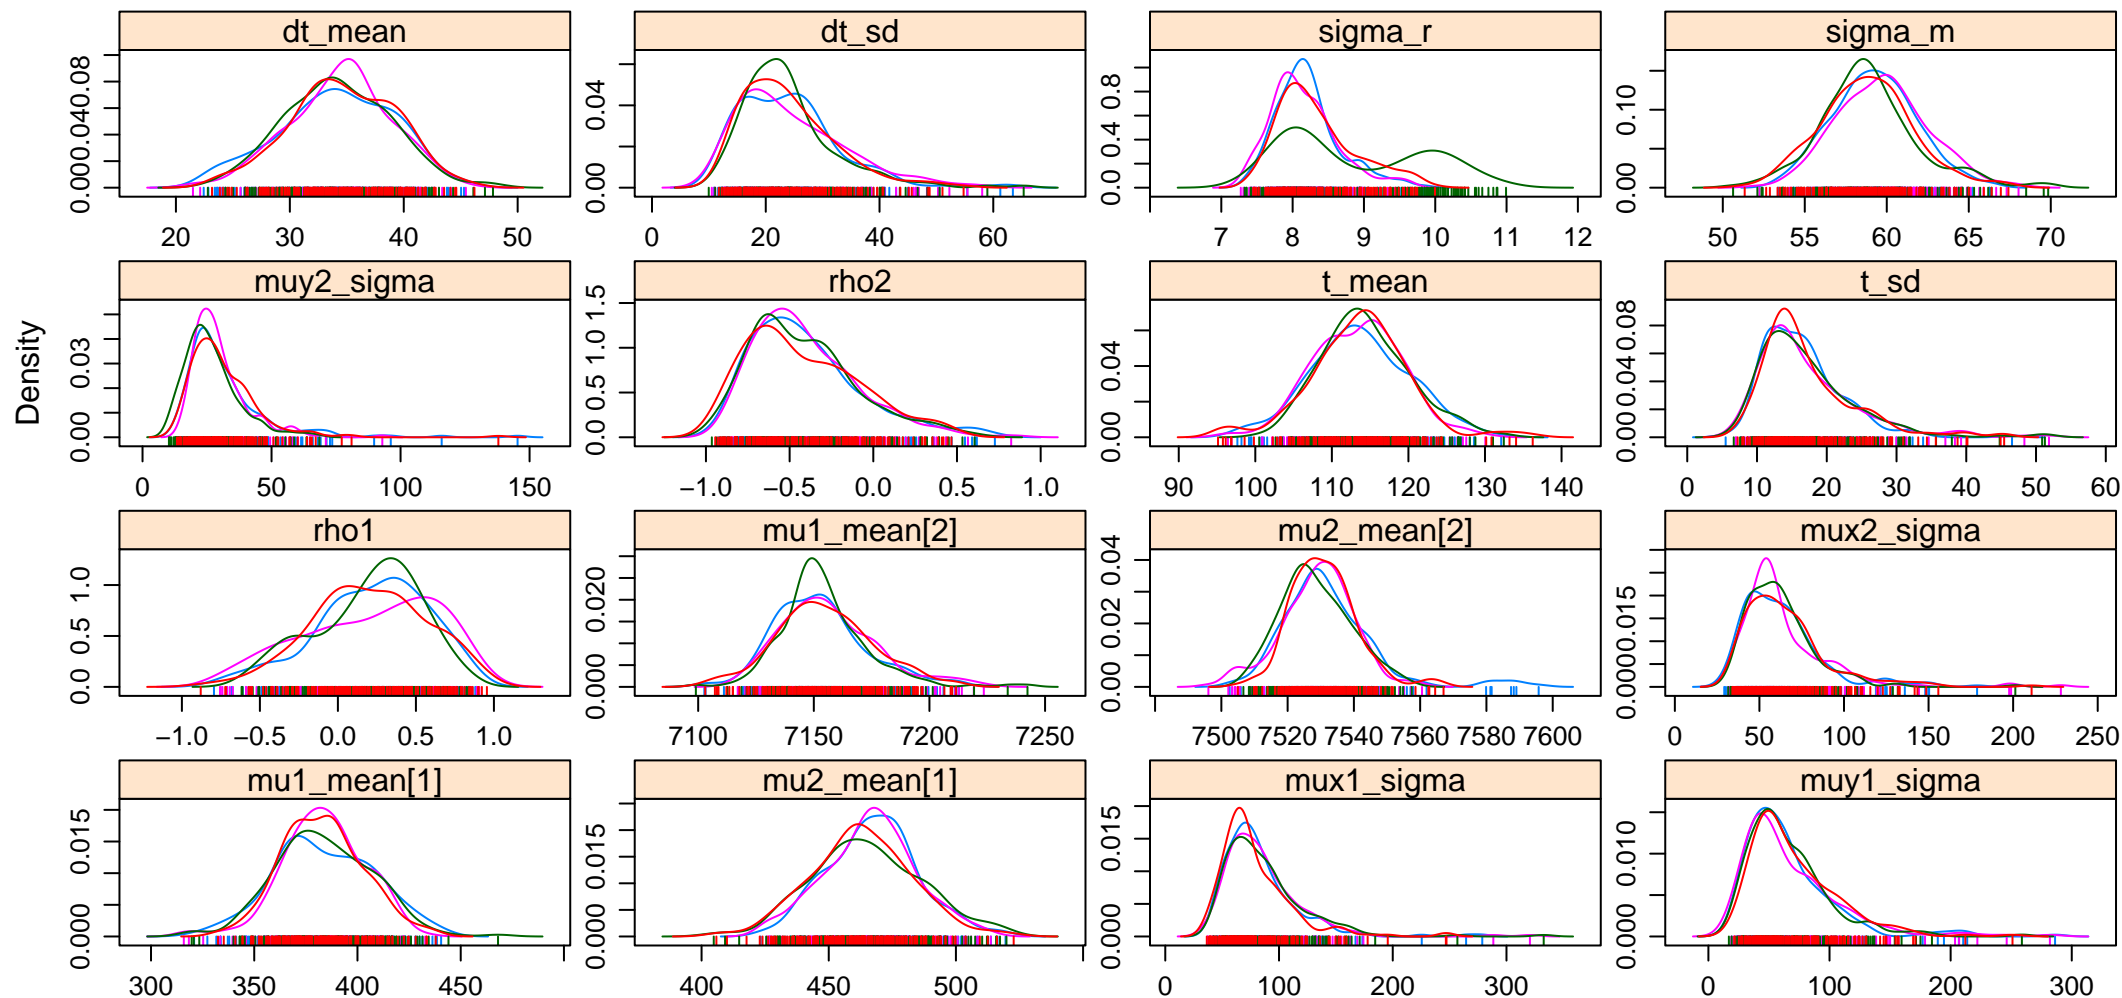 dt_mean
dt_sd
sigma_r
sigma_m
0.00 0.04 0.08
0.00 0.04
0.0 0.4 0.8
0.00 0.10
20 30 40 50
0 20 40 60
7 8 9 10 11 12
50 55 60 65 70
muy2_sigma
rho2
t_mean
t_sd
0.00 0.03
0.0 0.5 1.0 1.5
0.00 0.04
0.00 0.04 0.08
Density
0 50 100 150
−1.0 −0.5 0.0 0.5 1.0
90 100 110 120 130 140
0 10 20 30 40 50 60
rho1
mu1_mean[2]
mu2_mean[2]
mux2_sigma
0.0 0.5 1.0
0.000 0.020
0.00 0.02 0.04
0.000 0.015
−1.0 −0.5 0.0 0.5 1.0
7100 7150 7200 7250
7500 7520 7540 7560 7580 7600
0 50 100 150 200 250
mu1_mean[1]
mu2_mean[1]
mux1_sigma
muy1_sigma
0.000 0.015
0.000 0.015
0.000 0.015
0.000 0.010
300 350 400 450
400 450 500
0 100 200 300
0 100 200 300